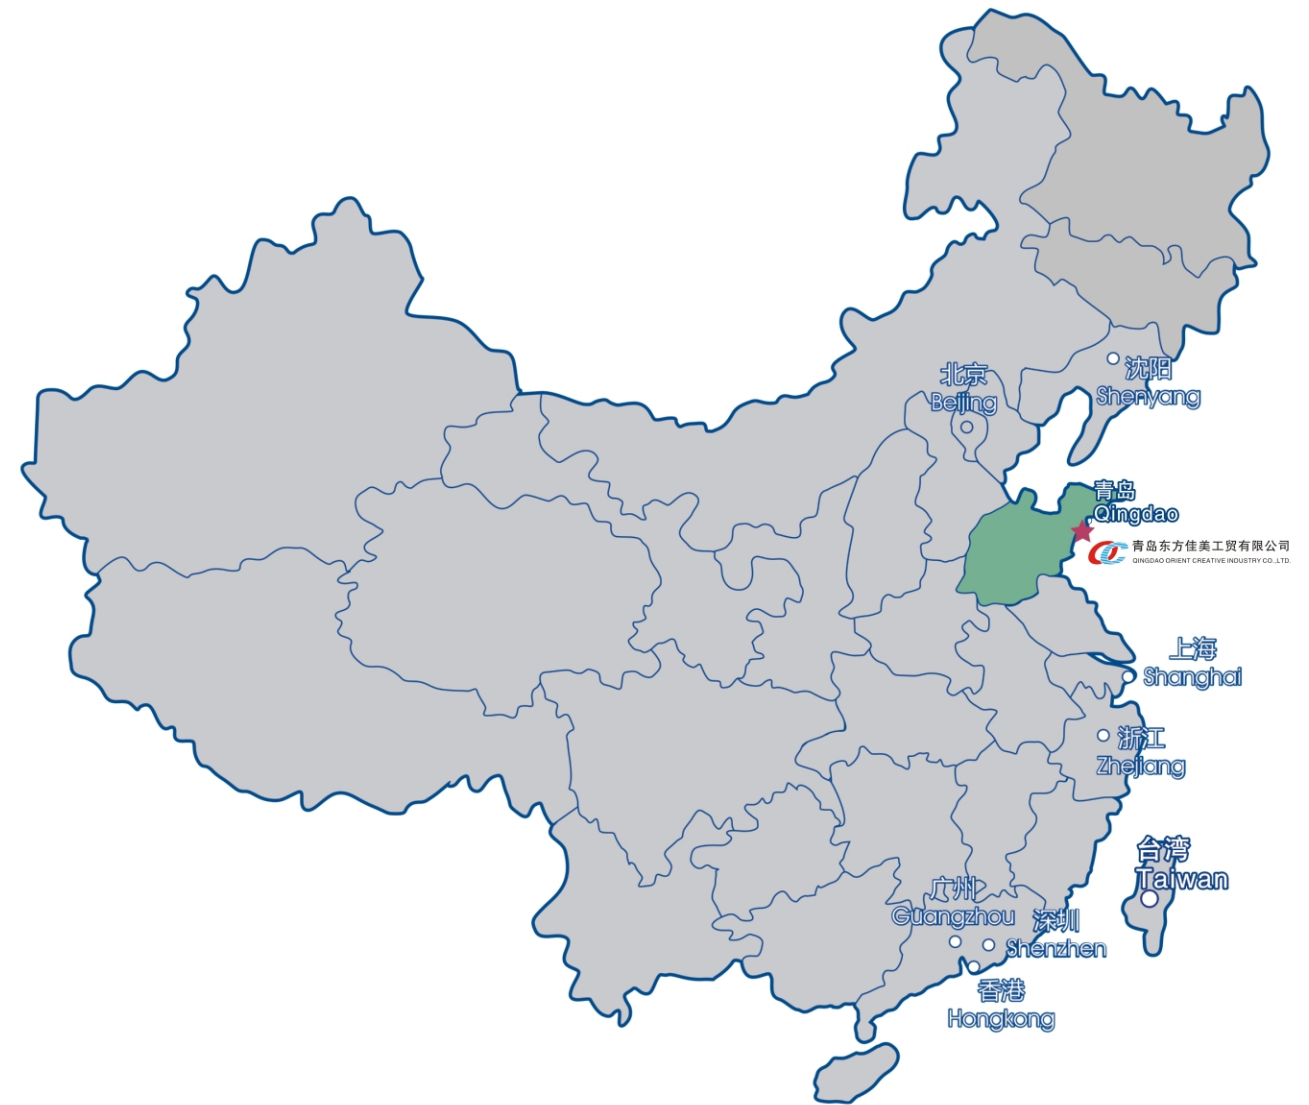 北京
Beijing
沈阳
Shenyang
青岛
Qingdao
青岛东方佳美工贸有限公司
QINGDAO ORIENT CREATIVE INDUSTRY CO.,LTD.
上海
Shanghai
浙江
Zhejiang
台湾
Taiwan
广州
Guangzhou
深圳
Shenzhen
香港
Hongkong